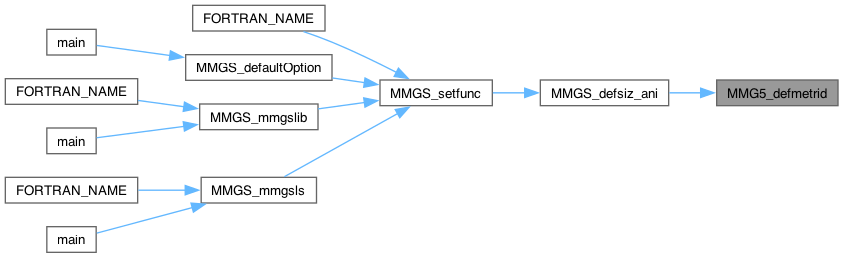 FORTRAN_NAME
main
MMGS_defaultOption
FORTRAN_NAME
MMGS_setfunc
MMGS_defsiz_ani
MMG5_defmetrid
MMGS_mmgslib
main
FORTRAN_NAME
MMGS_mmgsls
main